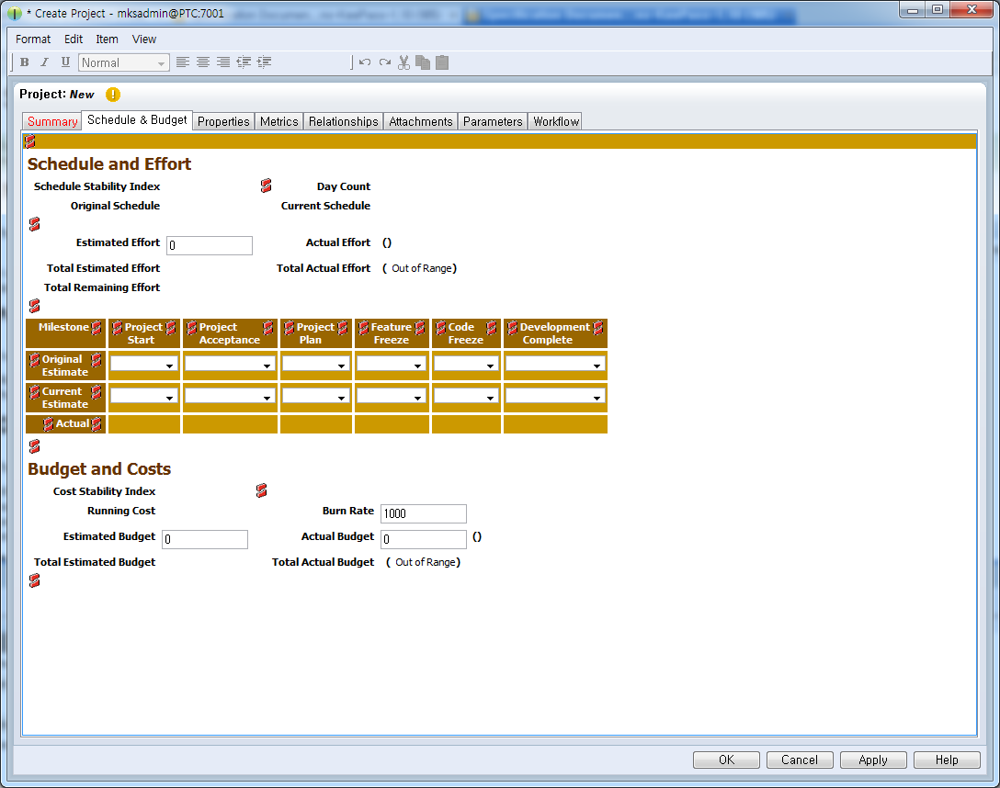 * Create Project - mksadmin@PTC:7001
Format Edit Item View
B I U Normal
Project: New !
Summary Schedule & Budget Properties Metrics Relationships Attachments Parameters Workflow
Schedule and Effort
Schedule Stability Index Day Count
Original Schedule Current Schedule
Estimated Effort 0 Actual Effort ()
Total Estimated Effort Total Actual Effort ( Out of Range)
Total Remaining Effort
Milestone Project Start Project Acceptance Project Plan Feature Freeze Code Freeze Development Complete
Original Estimate
Current Estimate
Actual
Budget and Costs
Cost Stability Index
Running Cost Burn Rate 1000
Estimated Budget 0 Actual Budget 0 ()
Total Estimated Budget Total Actual Budget ( Out of Range)
OK Cancel Apply Help